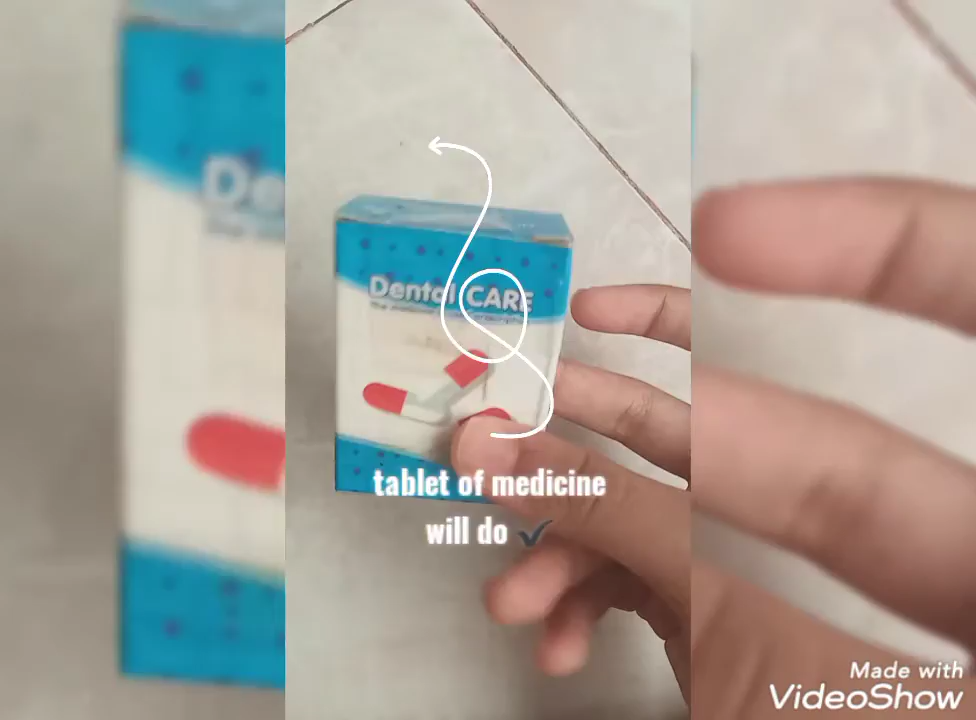 Dental CARE
tablet of medicine
will do ✔
Made with
VideoShow